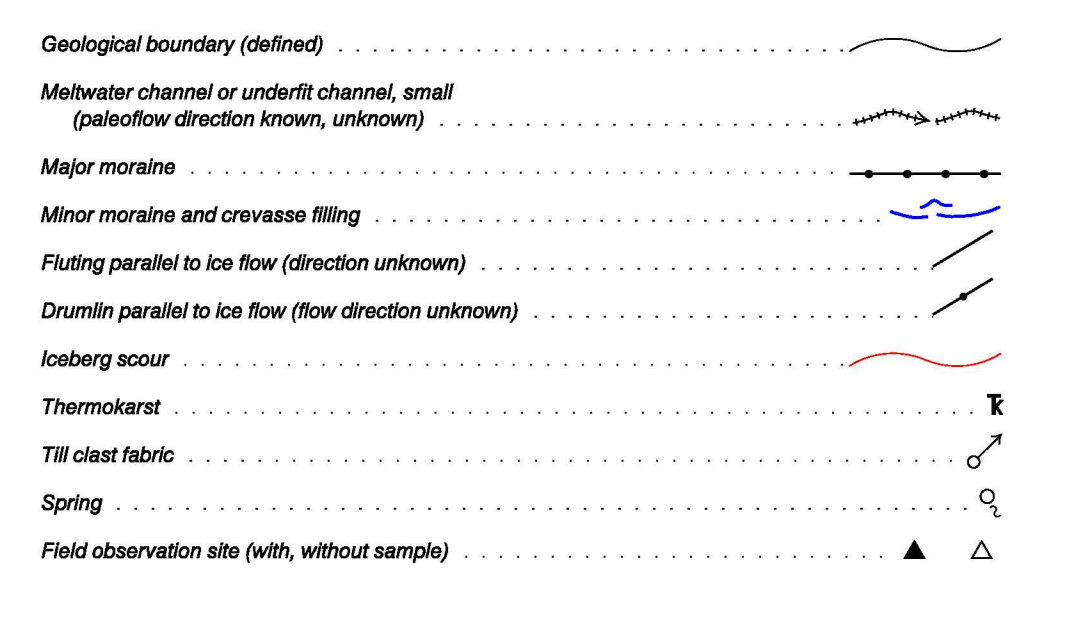 Geological boundary (defined)
Meltwater channel or underfit channel, small
(paleoflow direction known, unknown)
Major moraine
Minor moraine and crevasse filling
Fluting parallel to ice flow (direction unknown)
Drumlin parallel to ice flow (flow direction unknown)
Iceberg scour
Thermokarst Tk
Till clast fabric
Spring
Field observation site (with, without sample)